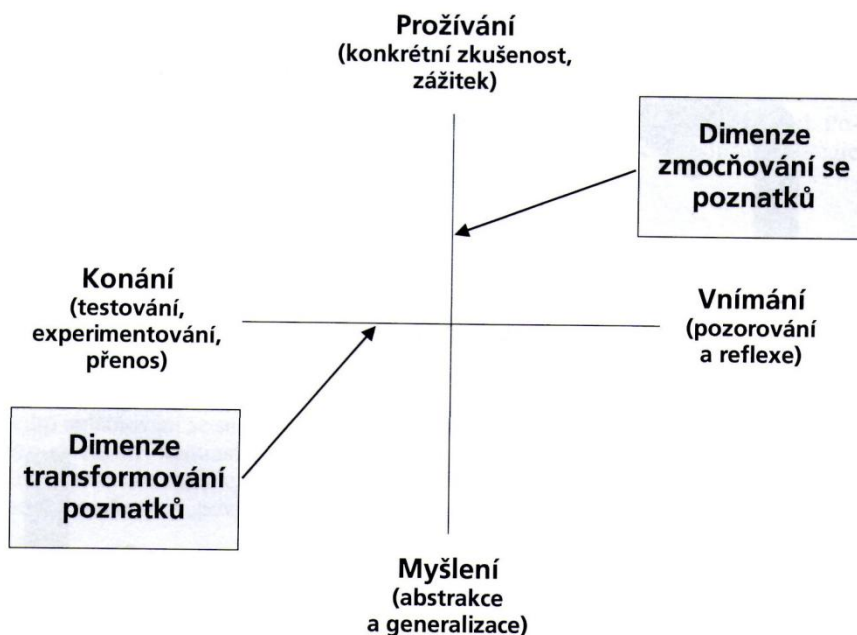 Prožívání
(konkrétní zkušenost,
zážitek)
Dimenze
zmocňování se
poznatků
Konání
(testování,
experimentování,
přenos)
Vnímání
(pozorování
a reflexe)
Dimenze
transformování
poznatků
Myšlení
(abstrakce
a generalizace)